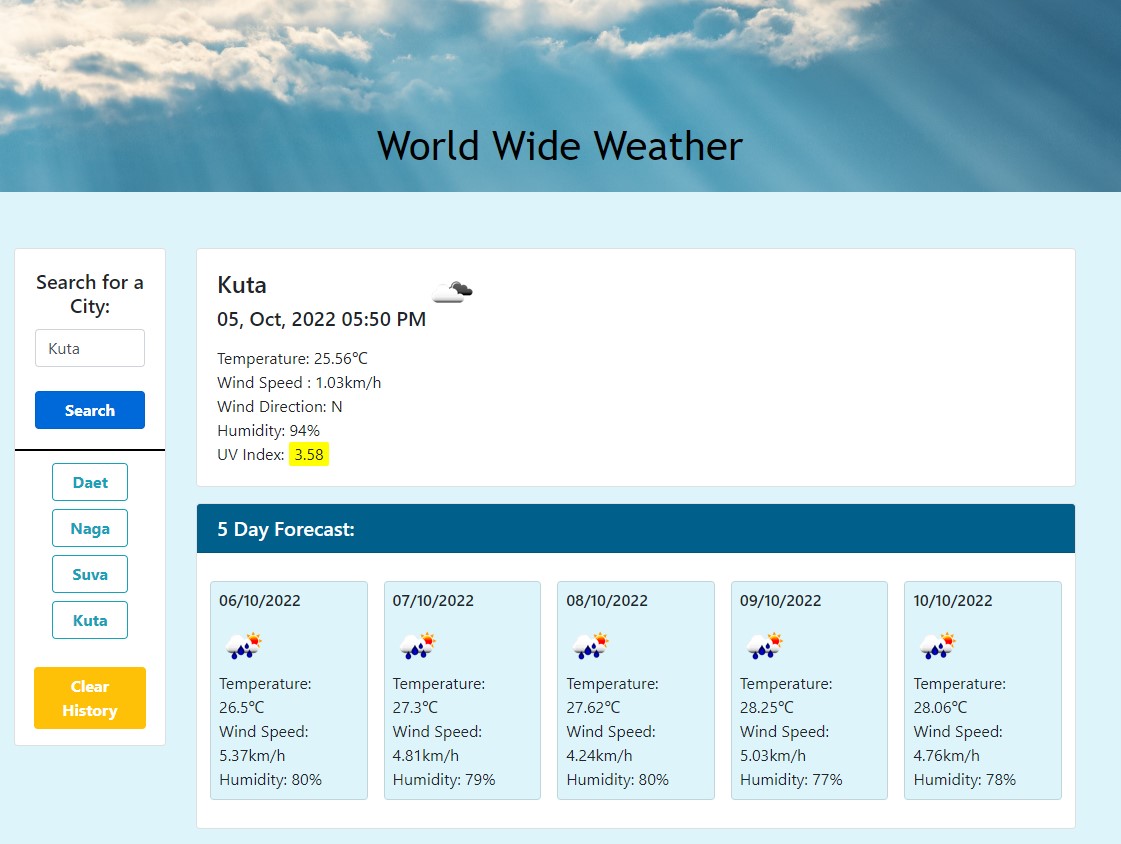 World Wide Weather
Search for a
City:
Kuta
Search
Daet
Naga
Suva
Kuta
Clear
History
Kuta
05, Oct, 2022 05:50 PM
Temperature: 25.56℃
Wind Speed : 1.03km/h
Wind Direction: N
Humidity: 94%
UV Index: 3.58
5 Day Forecast:
06/10/2022
Temperature:
26.5℃
Wind Speed:
5.37km/h
Humidity: 80%
07/10/2022
Temperature:
27.3℃
Wind Speed:
4.81km/h
Humidity: 79%
08/10/2022
Temperature:
27.62℃
Wind Speed:
4.24km/h
Humidity: 80%
09/10/2022
Temperature:
28.25℃
Wind Speed:
5.03km/h
Humidity: 77%
10/10/2022
Temperature:
28.06℃
Wind Speed:
4.76km/h
Humidity: 78%